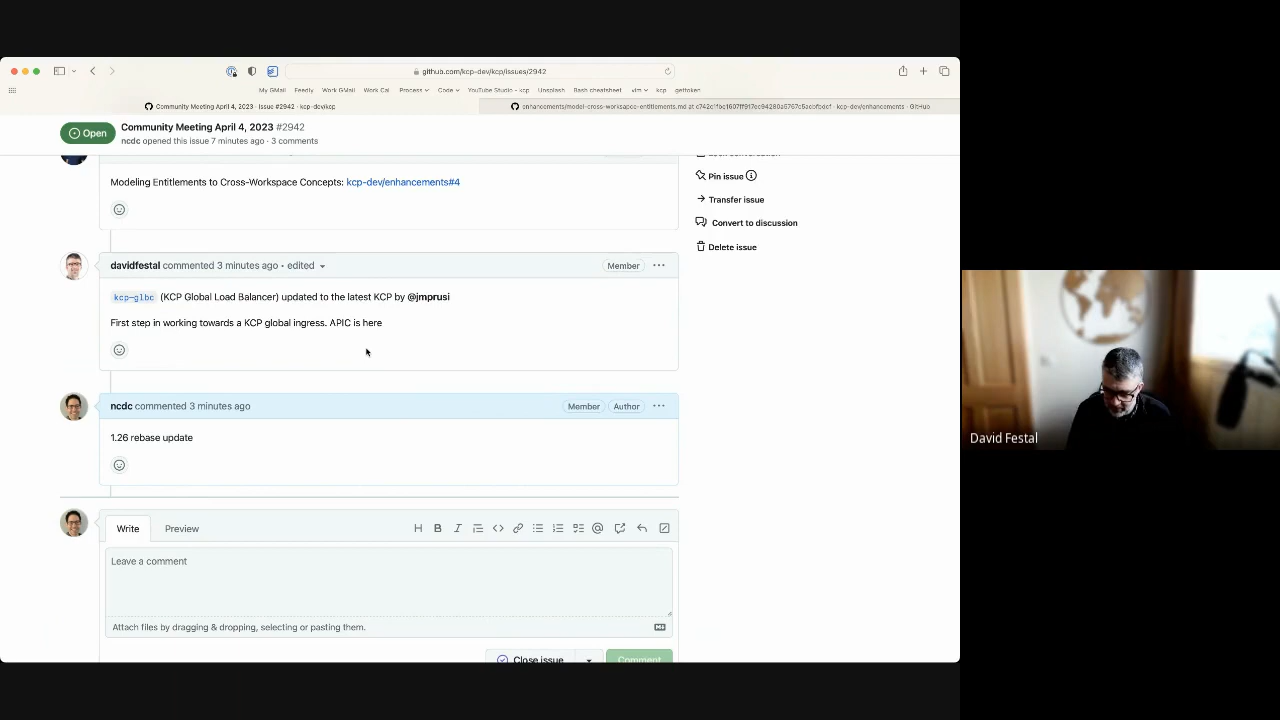 github.com/kcp-dev/kcp/issues/2942
My GMail Feedly Work GMail Work Cal Process Code YouTube Studio - kcp Unsplash Bash cheatsheet vim kcp gettoken
Community Meeting April 4, 2023 · Issue #2942 · kcp-dev/kcp
Open
Community Meeting April 4, 2023 #2942
ncdc opened this issue 7 minutes ago · 3 comments
Modeling Entitlements to Cross-Workspace Concepts: kcp-dev/enhancements#4
Pin issue
Transfer issue
Convert to discussion
Delete issue
davidfestal commented 3 minutes ago • edited
Member
kcp-glbc (KCP Global Load Balancer) updated to the latest KCP by @jmprusi
First step in working towards a KCP global ingress. APIC is here
ncdc commented 3 minutes ago
Member Author
1.26 rebase update
Write Preview
Leave a comment
Attach files by dragging & dropping, selecting or pasting them.
Close issue
Comment
David Festal